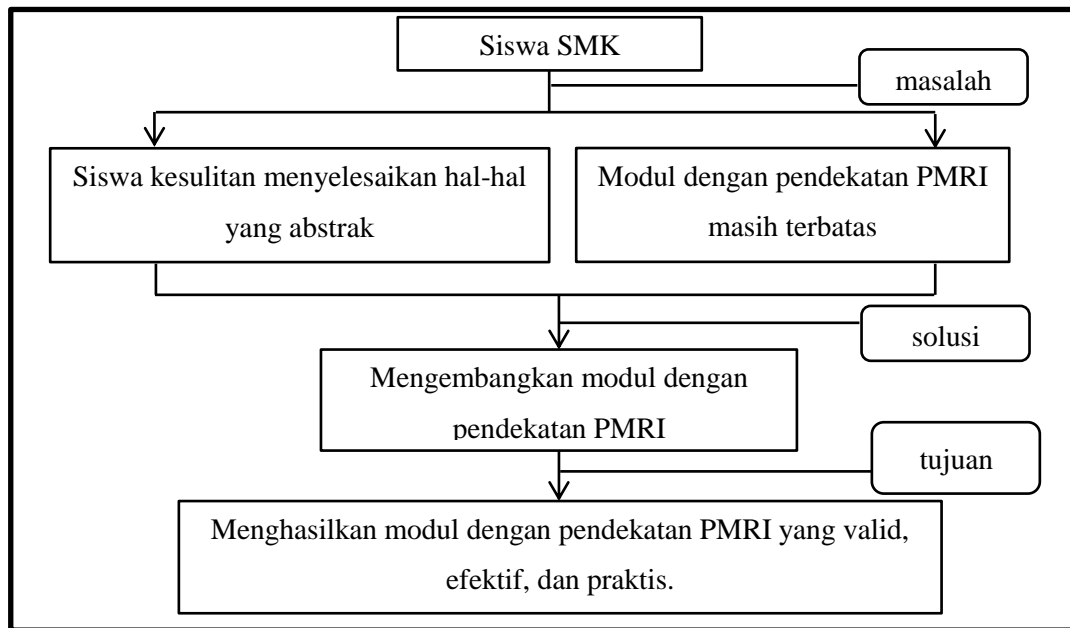 Siswa SMK
masalah
Siswa kesulitan menyelesaikan hal-hal
yang abstrak
Modul dengan pendekatan PMRI
masih terbatas
solusi
Mengembangkan modul dengan
pendekatan PMRI
tujuan
Menghasilkan modul dengan pendekatan PMRI yang valid,
efektif, dan praktis.